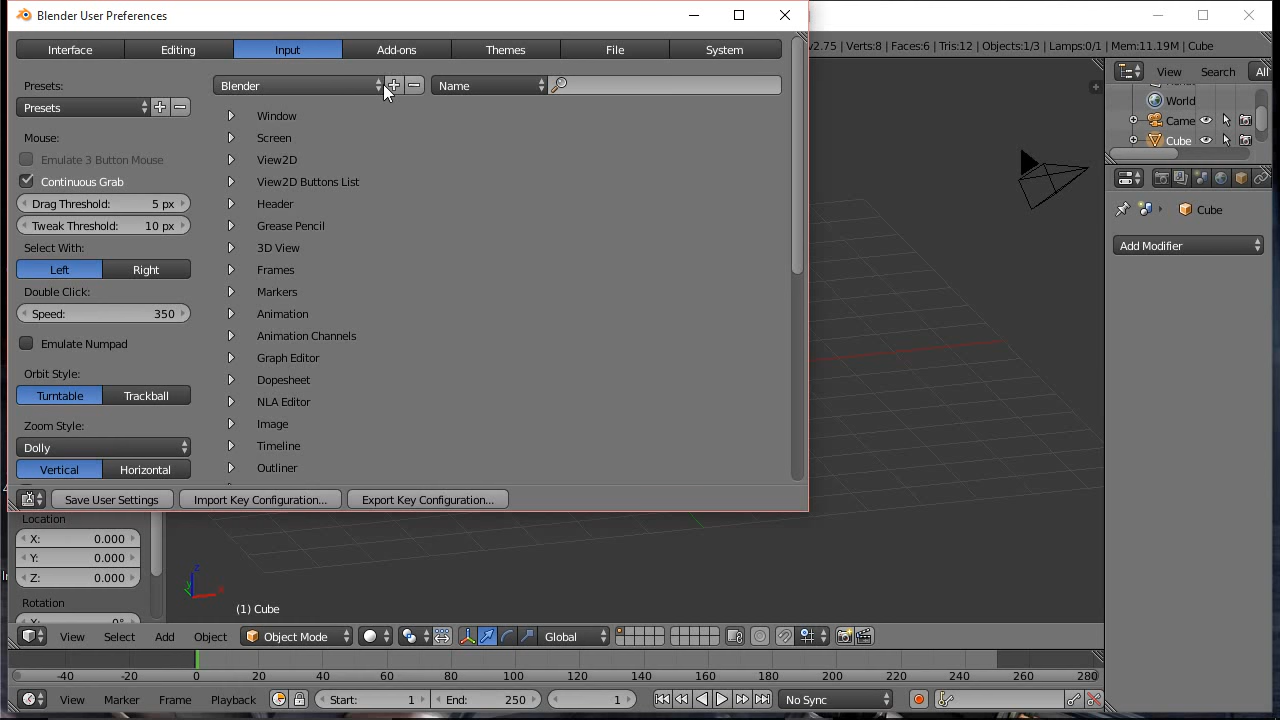 Blender User Preferences
Interface Editing Input Add-ons Themes File System
v2.75 | Verts:8 | Faces:6 | Tris:12 | Objects:1/3 | Lamps:0/1 | Mem:11.19M | Cube
View Search All
Presets:
Blender
Name
Presets
World
Came
Cube
Window
Mouse:
Screen
Emulate 3 Button Mouse
View2D
Continuous Grab
View2D Buttons List
Drag Threshold: 5 px
Header
Cube
Tweak Threshold: 10 px
Grease Pencil
Select With:
3D View
Add Modifier
Left Right
Frames
Double Click:
Markers
Speed: 350
Animation
Emulate Numpad
Animation Channels
Graph Editor
Orbit Style:
Dopesheet
Turntable Trackball
NLA Editor
Zoom Style:
Image
Dolly
Timeline
Vertical Horizontal
Outliner
Save User Settings Import Key Configuration... Export Key Configuration...
Location
X: 0.000
Y: 0.000
Z: 0.000
Rotation
z
x
(1) Cube
View Select Add Object Object Mode Global
-40 -20 0 20 40 60 80 100 120 140 160 180 200 220 240 260 280
View Marker Frame Playback Start: 1 End: 250 1 No Sync